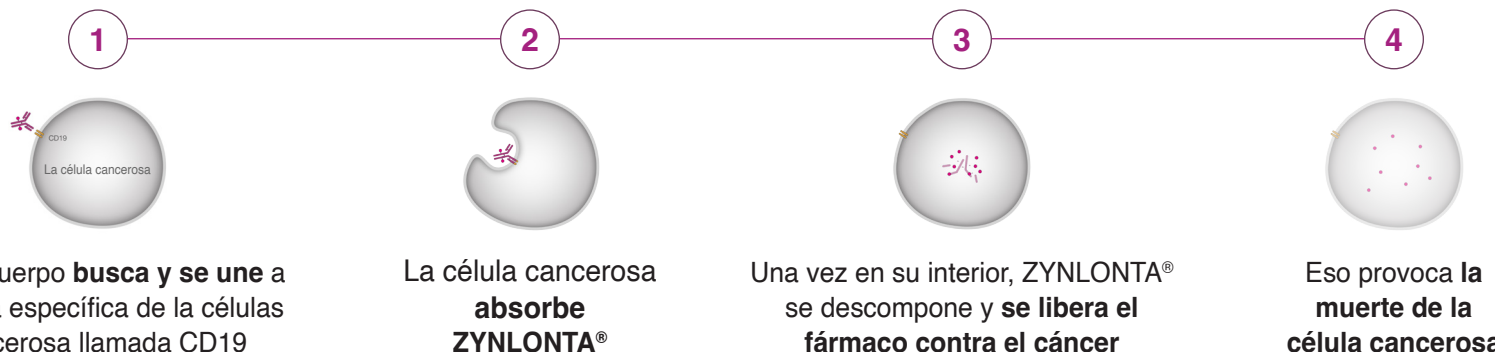 1
2
3
4
CD19
La célula cancerosa
busca y se une a
específica de la células
llamada CD19
La célula cancerosa
absorbe
ZYNLONTA®
Una vez en su interior, ZYNLONTA®
se descompone y se libera el
fármaco contra el cáncer
Eso provoca la
muerte de la
célula cancerosa